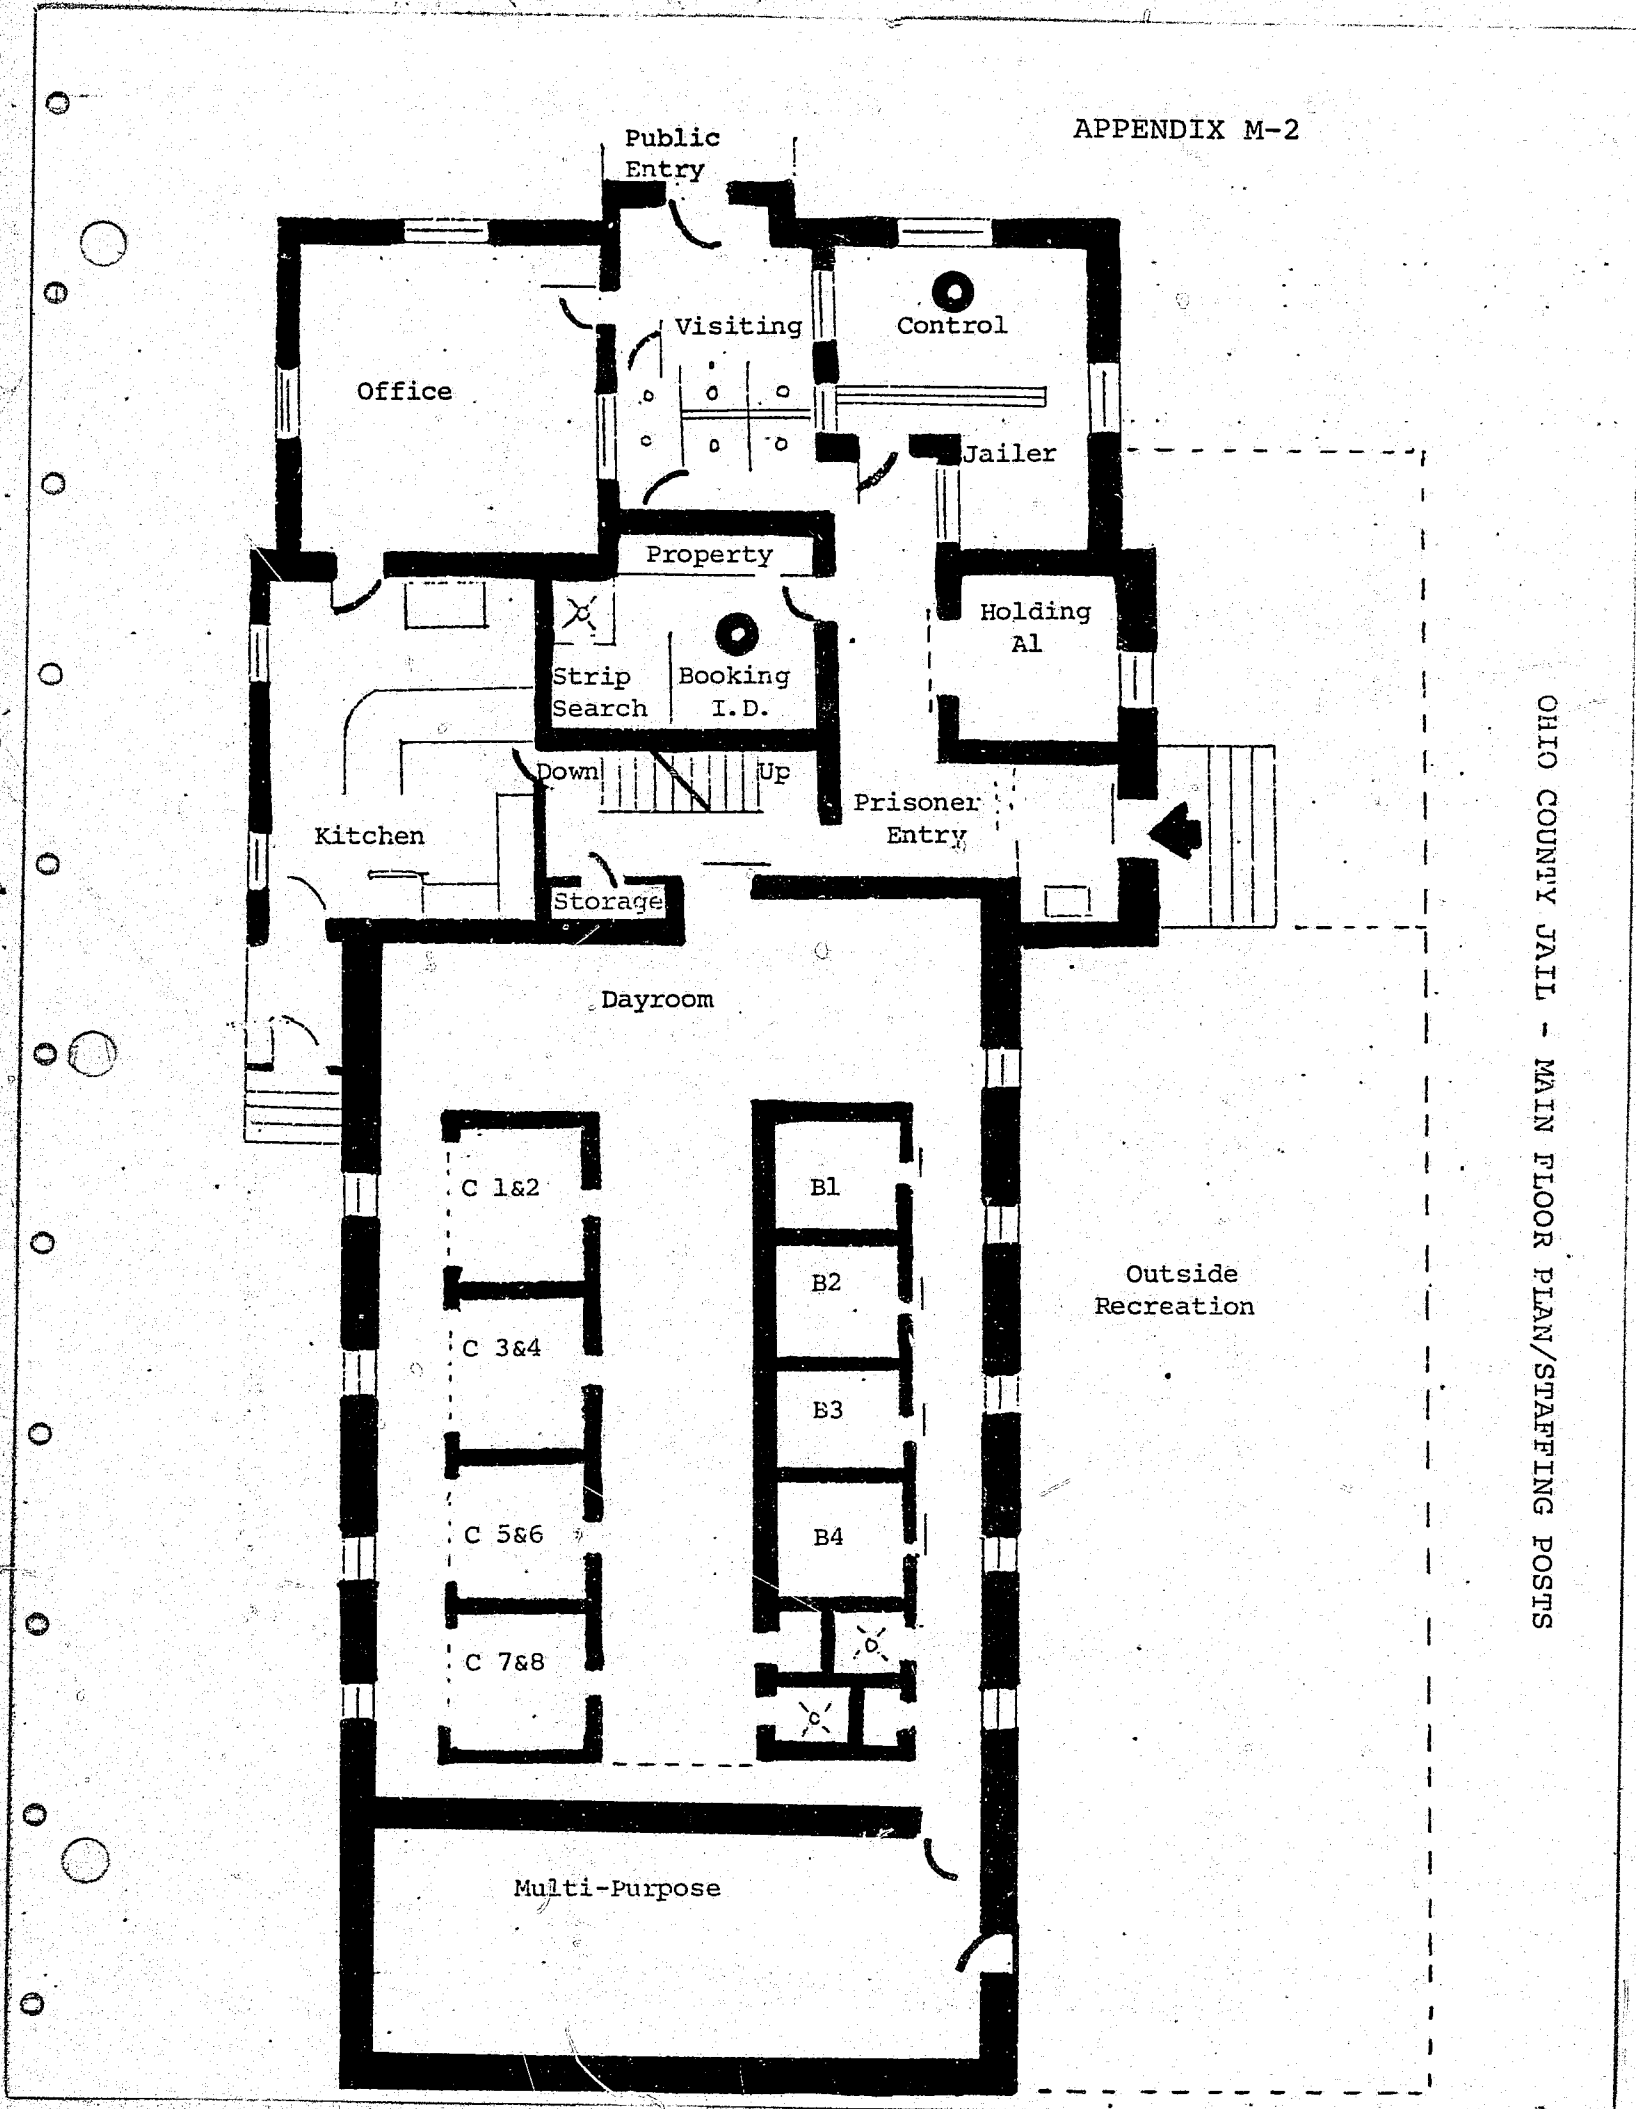 APPENDIX M-2
Public
Entry
Visiting
Control
Office
Jailer
Property
Holding
Al
Strip
Search
Booking
I.D.
Down
Up
Prisoner
Entry
Kitchen
Storage
Dayroom
C 1&2
B1
B2
C 3&4
B3
C 5&6
B4
C 7&8
Outside
Recreation
Multi-Purpose
OHIO COUNTY JAIL - MAIN FLOOR PLAN/STAFFING POSTS